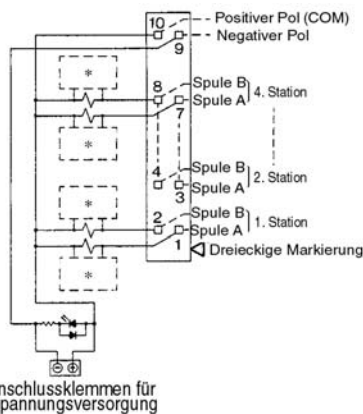 10
Positiver Pol (COM)
9
Negativer Pol
*
8
Spule B
4. Station
Spule A
7
*
4
Spule B
2. Station
3
Spule A
*
2
Spule B
1. Station
Spule A
1
Dreieckige Markierung
*
⊖ ⊕
nschlussklemmen für
pannungsversorgung